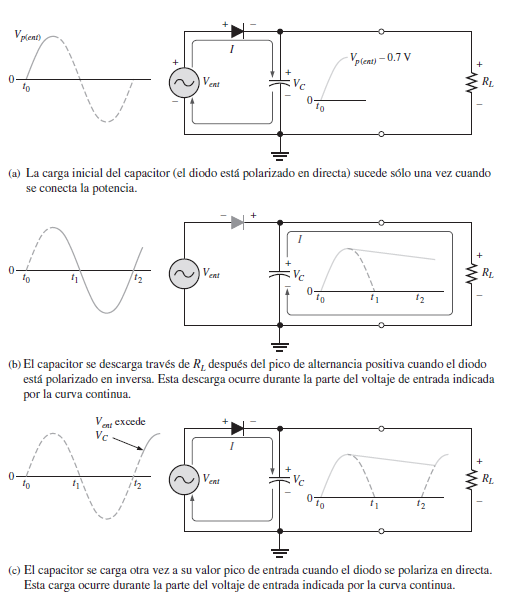 Vp(ent)
0
t0
+ −
I
+
−
Vent
+
−
VC
Vp(ent) – 0.7 V
0
t0
+
RL
−
(a) La carga inicial del capacitor (el diodo está polarizado en directa) sucede sólo una vez cuando
se conecta la potencia.
0
t0
t1
t2
− +
Vent
I
+
−
VC
0
t0
t1
t2
+
RL
−
(b) El capacitor se descarga través de RL después del pico de alternancia positiva cuando el diodo
está polarizado en inversa. Esta descarga ocurre durante la parte del voltaje de entrada indicada
por la curva continua.
Vent excede
VC
0
t0
t1
t2
+ −
I
Vent
+
−
VC
0
t0
t1
t2
+
RL
−
(c) El capacitor se carga otra vez a su valor pico de entrada cuando el diodo se polariza en directa.
Esta carga ocurre durante la parte del voltaje de entrada indicada por la curva continua.